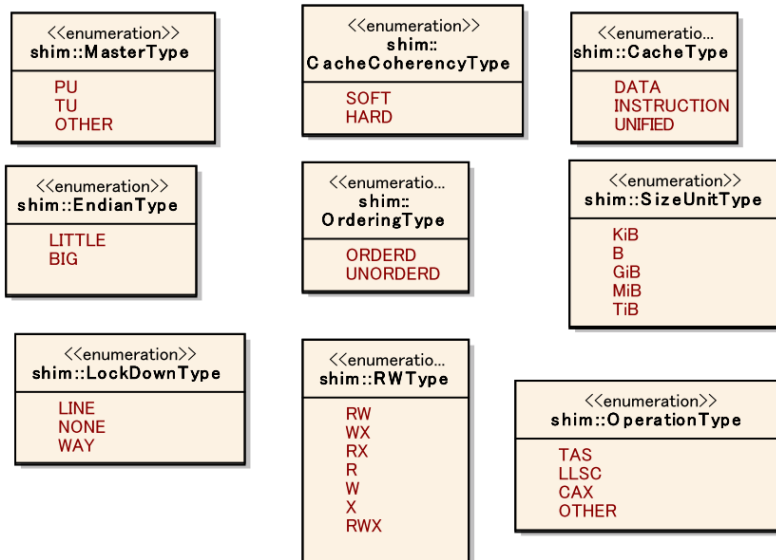 <<enumeration>>
shim::MasterType
PU
TU
OTHER
<<enumeratio...
shim::
CacheCoherencyType
SOFT
HARD
<<enumeratio...
shim::CacheType
DATA
INSTRUCTION
UNIFIED
<<enumeration>>
shim::EndianType
LITTLE
BIG
<<enumeratio...
shim::
OrderingType
ORDERD
UNORDERD
<<enumeration>>
shim::SizeUnitType
KiB
B
GiB
MiB
TiB
<<enumeration>>
shim::LockDownType
LINE
NONE
WAY
<<enumeratio...
shim::RWType
RW
WX
RX
R
W
X
RWX
<<enumeration>>
shim::OperationType
TAS
LLSC
CAX
OTHER